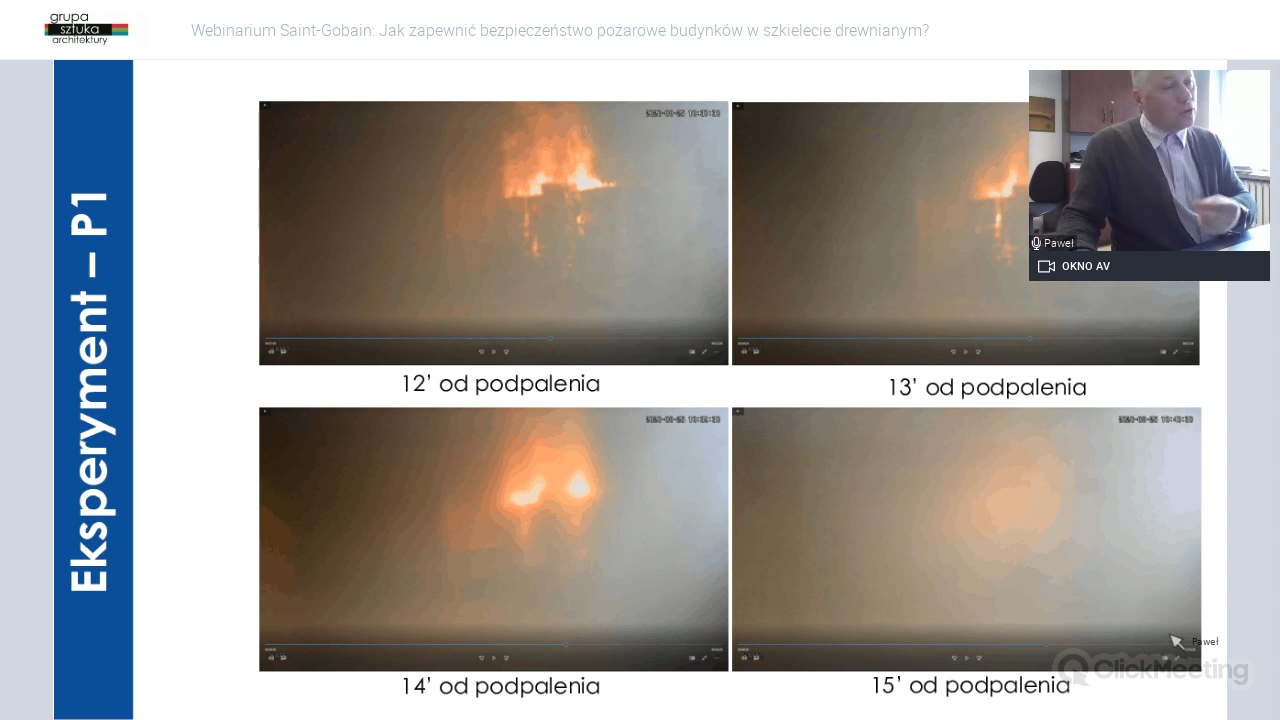 grupa
sztuka
architektury
Webinarium Saint-Gobain: Jak zapewnić bezpieczeństwo pożarowe budynków w szkielecie drewnianym?
Eksperyment – P1
Paweł
OKNO AV
12’ od podpalenia
13’ od podpalenia
14’ od podpalenia
15’ od podpalenia
Paweł
ClickMeeting